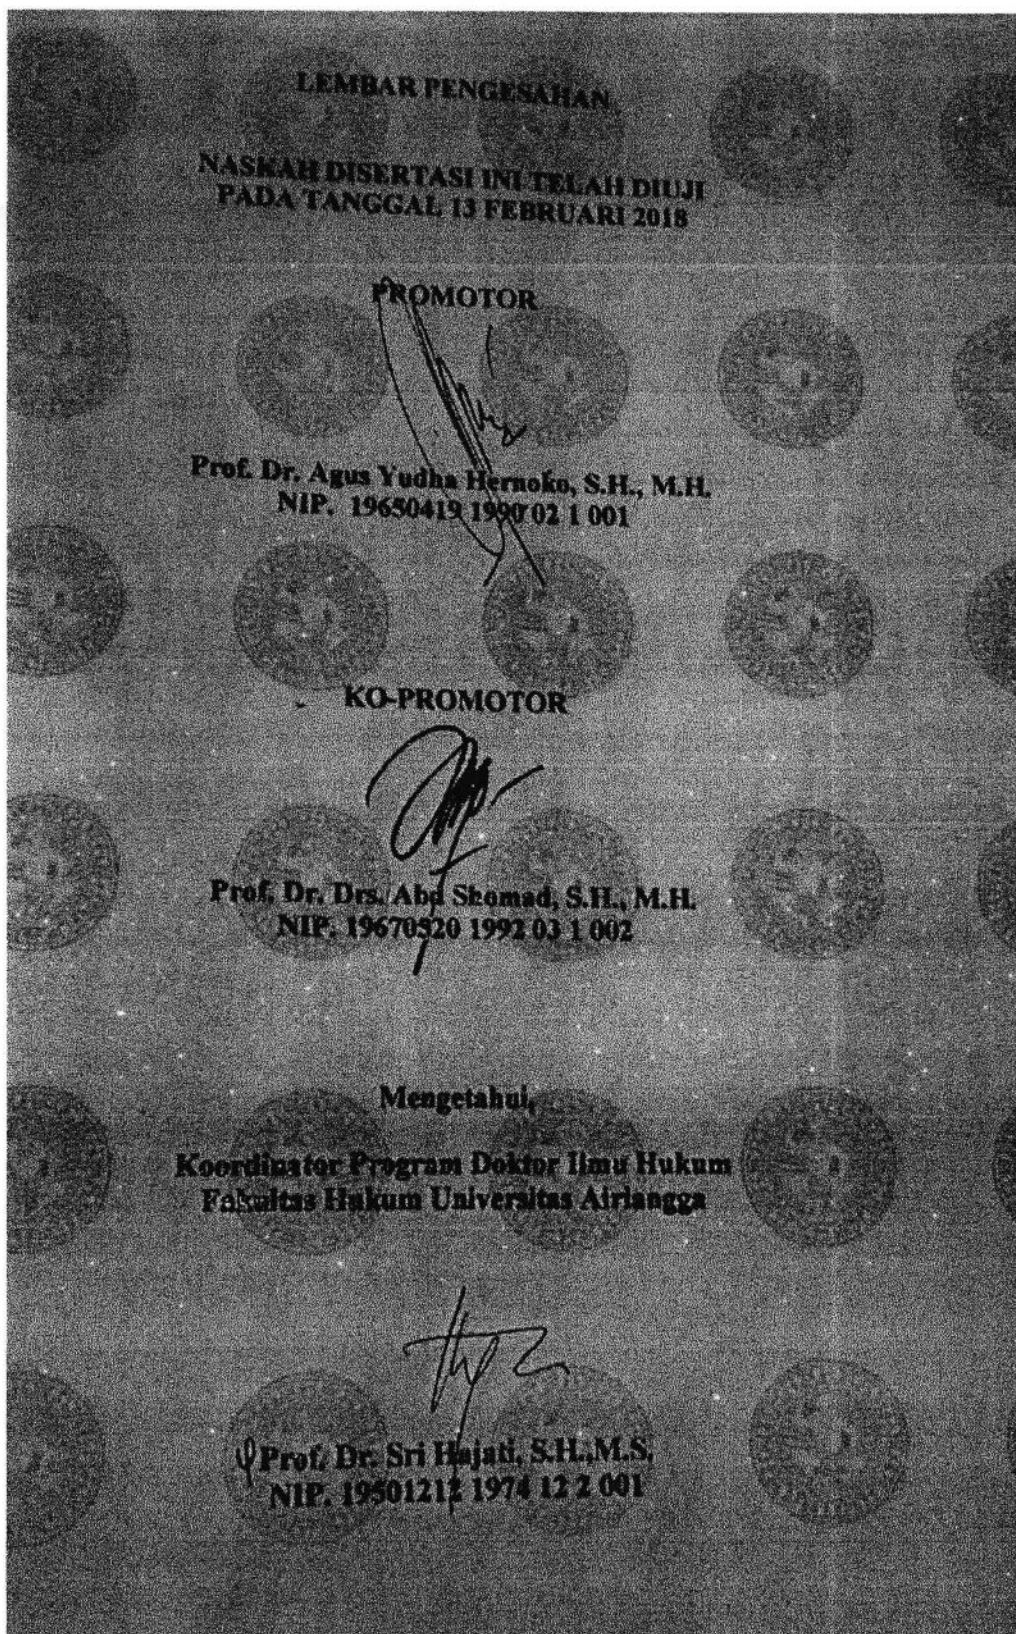 LEMBAR PENGESAHAN
NASKAH DISERTASI INI TELAH DIUJI
PADA TANGGAL 13 FEBRUARI 2018
PROMOTOR
Prof. Dr. Agus Yudha Hernoko, S.H., M.H.
NIP. 19650419 1990 02 1 001
KO-PROMOTOR
Prof. Dr. Drs. Abd Shomad, S.H., M.H.
NIP. 19670520 1992 03 1 002
Mengetahui,
Koordinator Program Doktor Ilmu Hukum
Fakultas Hukum Universitas Airlangga
Prof. Dr. Sri Hajati, S.H.,M.S.
NIP. 19501212 1974 12 2 001